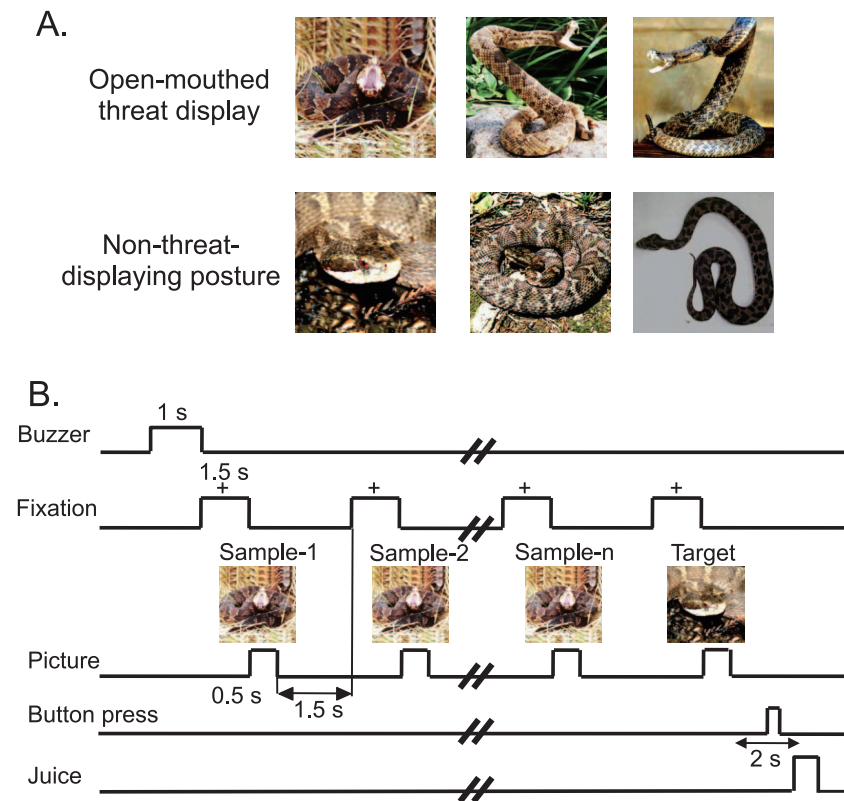 A.
Open-mouthed
threat display
Non-threat-
displaying posture
B.
1 s
Buzzer
1.5 s
+ + + +
Fixation
Sample-1 Sample-2 Sample-n Target
Picture
0.5 s
1.5 s
Button press
2 s
Juice